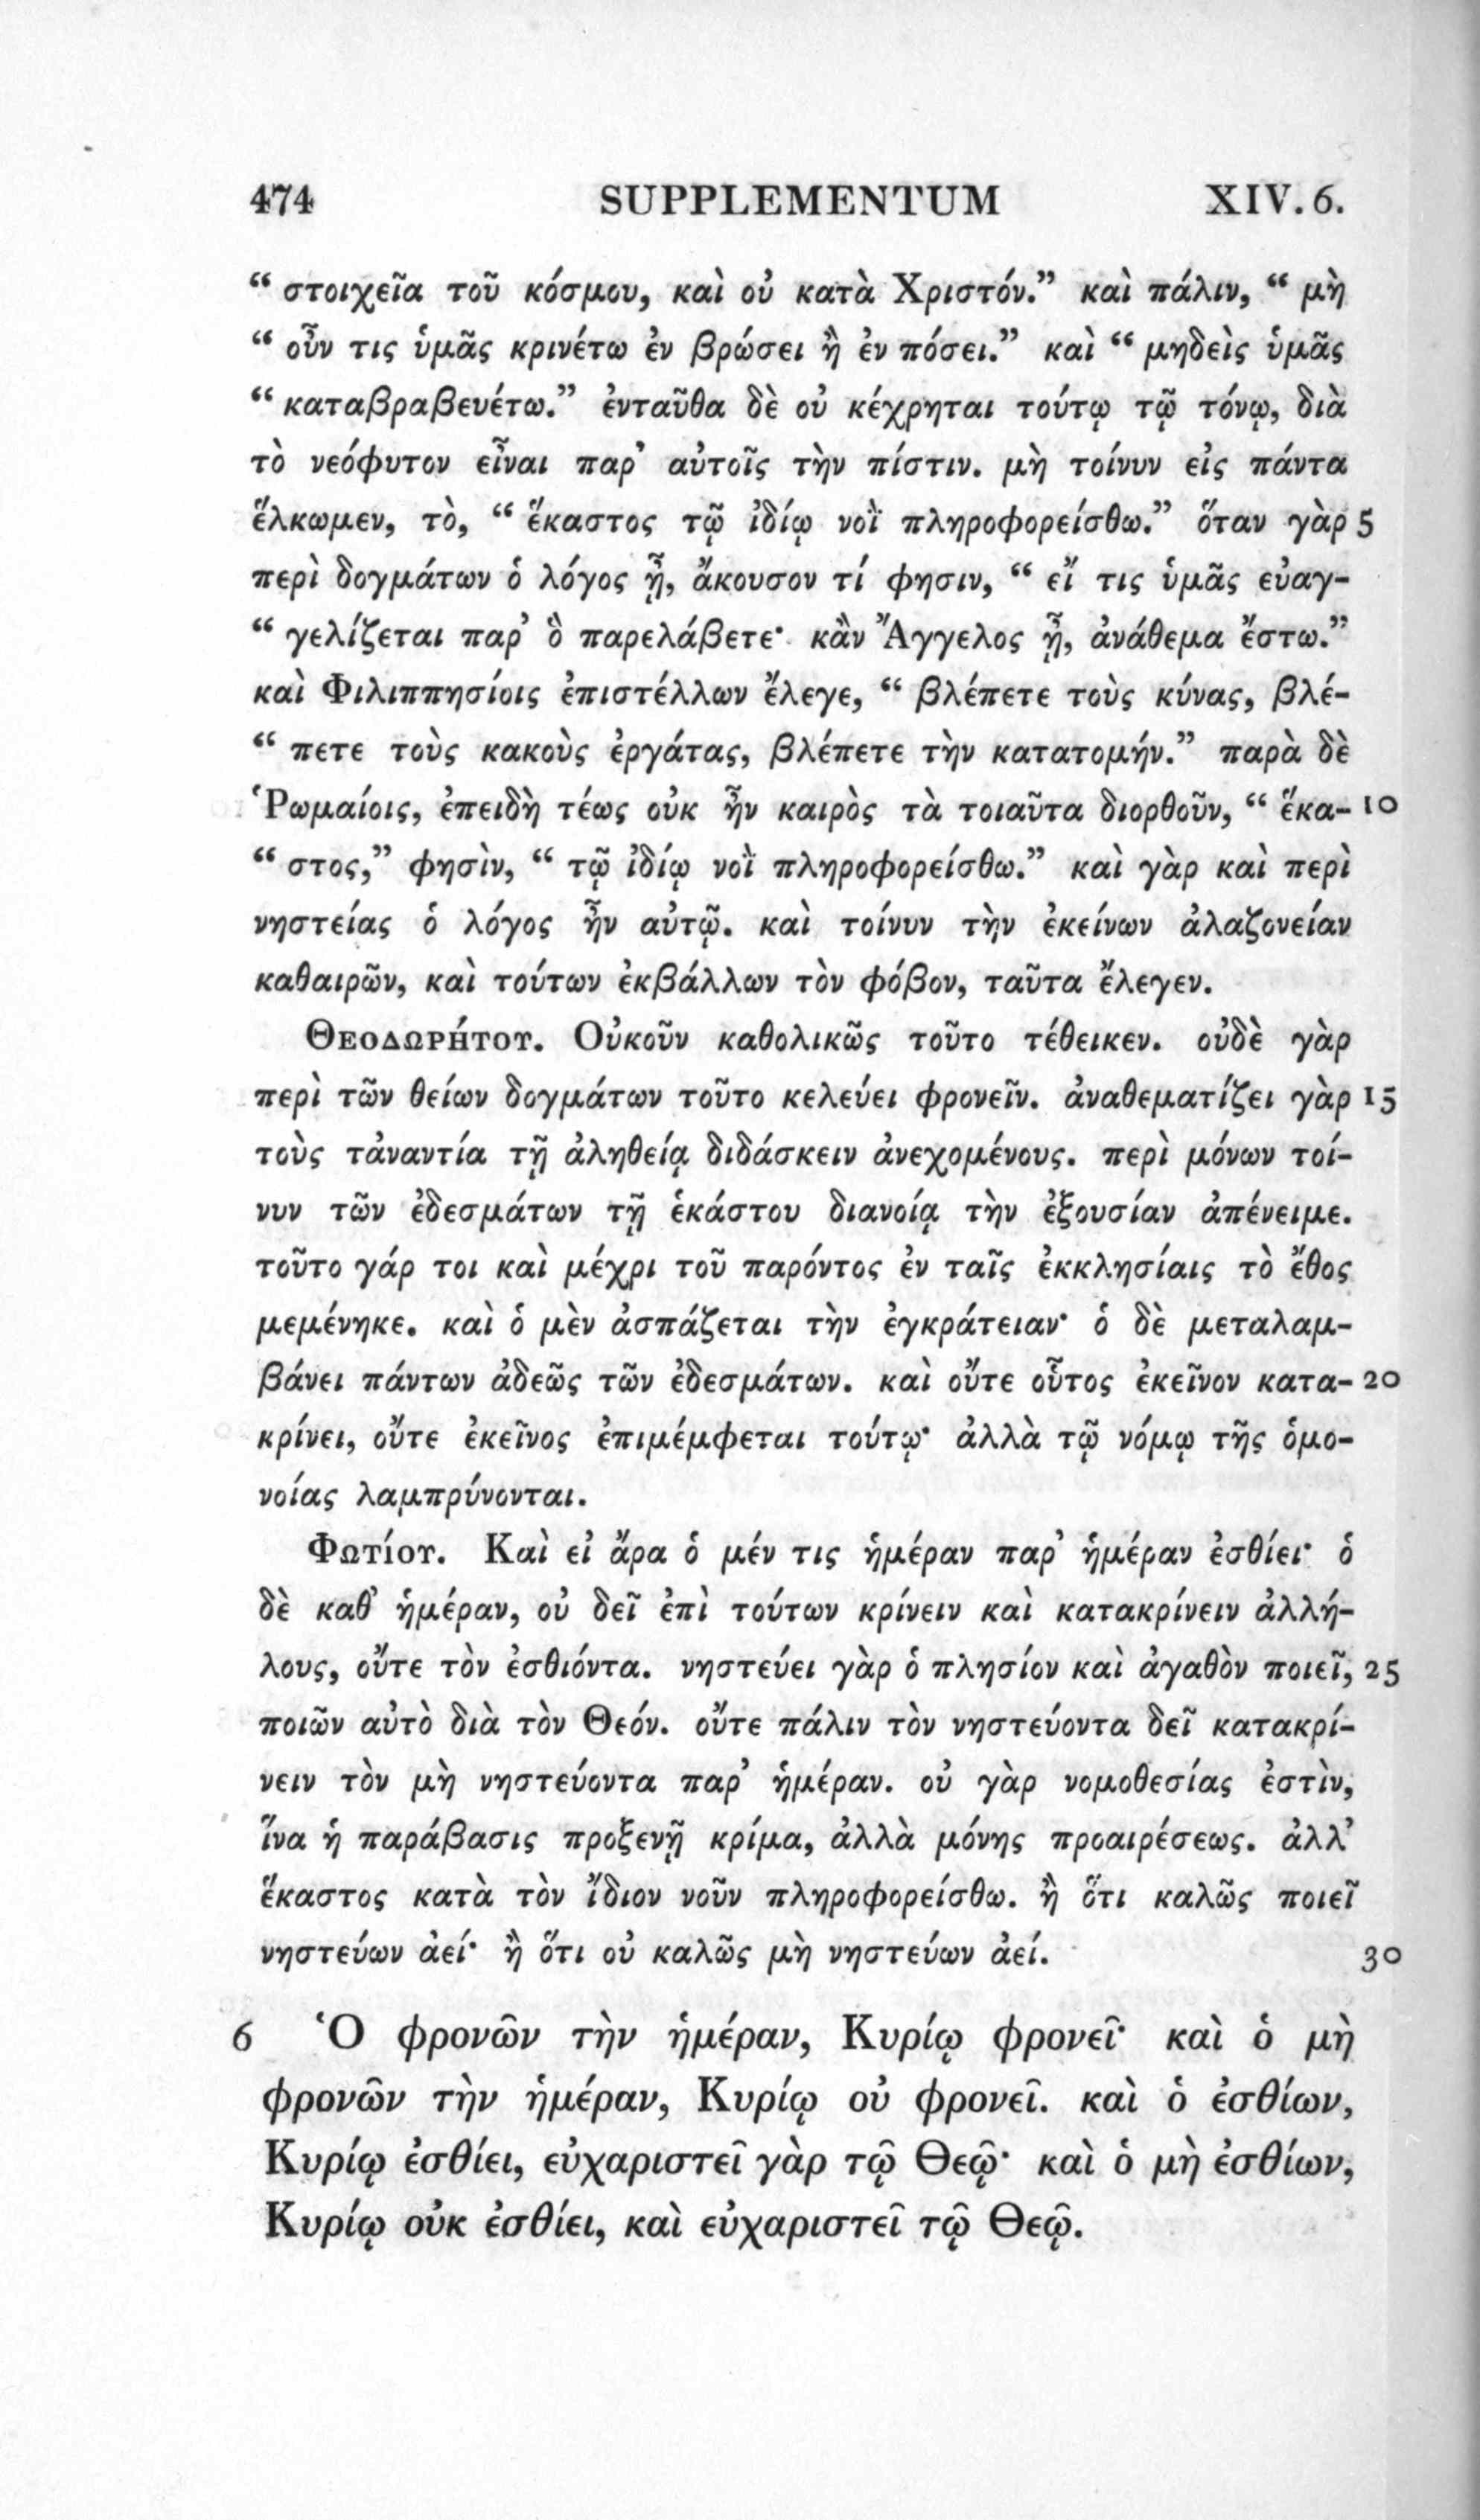 474 SUPPLEMENTUM XIV. 6.
“ στοιχεῖα τοῦ κόσμου, καὶ οὐ κατὰ Χριστόν.” καὶ πάλιν, “ μὴ
“ οὖν τις ὑμᾶς κρινέτω ἐν βρώσει ἢ ἐν πόσει.” καὶ “ μηδεὶς ὑμᾶς
“ καταβραβευέτω.” ἐνταῦθα δὲ οὐ κέχρηται τούτῳ τῷ τόνῳ, διὰ
τὸ νεόφυτον εἶναι παρ’ αὐτοῖς τὴν πίστιν. μὴ τοίνυν εἰς πάντα
ἕλκωμεν, τὸ, “ ἕκαστος τῷ ἰδίῳ νοῒ πληροφορείσθω.” ὅταν γὰρ 5
περὶ δογμάτων ὁ λόγος ᾖ, ἄκουσον τί φησιν, “ εἴ τις ὑμᾶς εὐαγ-
“ γελίζεται παρ’ ὃ παρελάβετε· κἂν Ἄγγελος ᾖ, ἀνάθεμα ἔστω.”
καὶ Φιλιππησίοις ἐπιστέλλων ἔλεγε, “ βλέπετε τοὺς κύνας, βλέ-
“ πετε τοὺς κακοὺς ἐργάτας, βλέπετε τὴν κατατομήν.” παρὰ δὲ
Ῥωμαίοις, ἐπειδὴ τέως οὐκ ἦν καιρὸς τὰ τοιαῦτα διορθοῦν, “ ἕκα- 10
“ στος,” φησὶν, “ τῷ ἰδίῳ νοῒ πληροφορείσθω.” καὶ γὰρ καὶ περὶ
νηστείας ὁ λόγος ἦν αὐτῷ. καὶ τοίνυν τὴν ἐκείνων ἀλαζονείαν
καθαιρῶν, καὶ τούτων ἐκβάλλων τὸν φόβον, ταῦτα ἔλεγεν.
ΘΕΟΔΩΡΉΤΟΥ. Οὐκοῦν καθολικῶς τοῦτο τέθεικεν. οὐδὲ γὰρ
περὶ τῶν θείων δογμάτων τοῦτο κελεύει φρονεῖν. ἀναθεματίζει γὰρ 15
τοὺς τἀναντία τῇ ἀληθείᾳ διδάσκειν ἀνεχομένους. περὶ μόνων τοί-
νυν τῶν ἐδεσμάτων τῇ ἑκάστου διανοίᾳ τὴν ἐξουσίαν ἀπένειμε.
τοῦτο γάρ τοι καὶ μέχρι τοῦ παρόντος ἐν ταῖς ἐκκλησίαις τὸ ἔθος
μεμένηκε. καὶ ὁ μὲν ἀσπάζεται τὴν ἐγκράτειαν· ὁ δὲ μεταλαμ-
βάνει πάντων ἀδεῶς τῶν ἐδεσμάτων. καὶ οὔτε οὗτος ἐκεῖνον κατα- 20
κρίνει, οὔτε ἐκεῖνος ἐπιμέμφεται τούτῳ· ἀλλὰ τῷ νόμῳ τῆς ὁμο-
νοίας λαμπρύνονται.
ΦΩΤΊΟΥ. Καὶ εἰ ἄρα ὁ μέν τις ἡμέραν παρ’ ἡμέραν ἐσθίει· ὁ
δὲ καθ’ ἡμέραν, οὐ δεῖ ἐπὶ τούτων κρίνειν καὶ κατακρίνειν ἀλλή-
λους, οὔτε τὸν ἐσθιόντα. νηστεύει γὰρ ὁ πλησίον καὶ ἀγαθὸν ποιεῖ, 25
ποιῶν αὐτὸ διὰ τὸν Θεόν. οὔτε πάλιν τὸν νηστεύοντα δεῖ κατακρί-
νειν τὸν μὴ νηστεύοντα παρ’ ἡμέραν. οὐ γὰρ νομοθεσίας ἐστὶν,
ἵνα ἡ παράβασις προξενῇ κρίμα, ἀλλὰ μόνης προαιρέσεως. ἀλλ’
ἕκαστος κατὰ τὸν ἴδιον νοῦν πληροφορείσθω. ἢ ὅτι καλῶς ποιεῖ
νηστεύων ἀεί· ἢ ὅτι οὐ καλῶς μὴ νηστεύων ἀεί. 30
6 Ὁ φρονῶν τὴν ἡμέραν, Κυρίῳ φρονεῖ· καὶ ὁ μὴ
φρονῶν τὴν ἡμέραν, Κυρίῳ οὐ φρονεῖ. καὶ ὁ ἐσθίων,
Κυρίῳ ἐσθίει, εὐχαριστεῖ γὰρ τῷ Θεῷ· καὶ ὁ μὴ ἐσθίων,
Κυρίῳ οὐκ ἐσθίει, καὶ εὐχαριστεῖ τῷ Θεῷ.